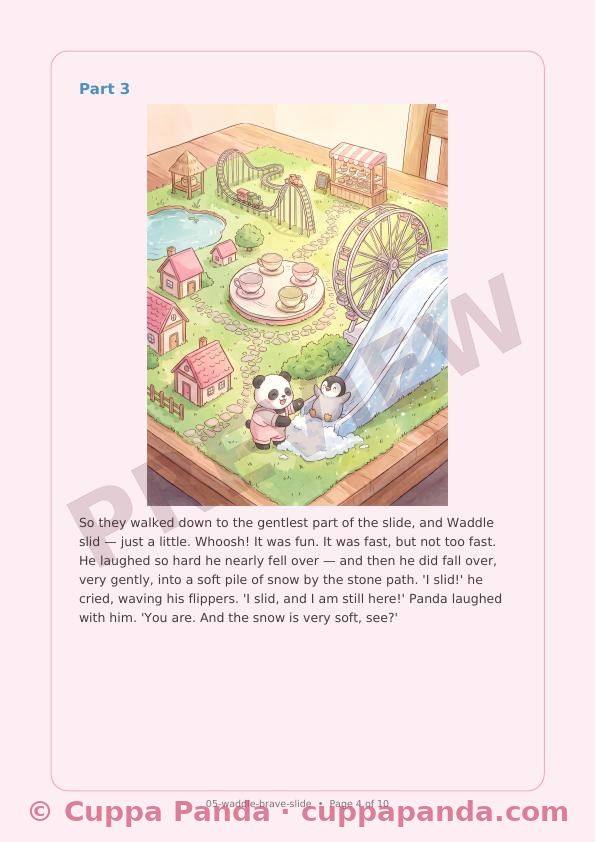 Part 3
PREVIEW
So they walked down to the gentlest part of the slide, and Waddle
slid — just a little. Whoosh! It was fun. It was fast, but not too fast.
He laughed so hard he nearly fell over — and then he did fall over,
very gently, into a soft pile of snow by the stone path. 'I slid!' he
cried, waving his flippers. 'I slid, and I am still here!' Panda laughed
with him. 'You are. And the snow is very soft, see?'
05-waddle-brave-slide • Page 4 of 10
© Cuppa Panda · cuppapanda.com